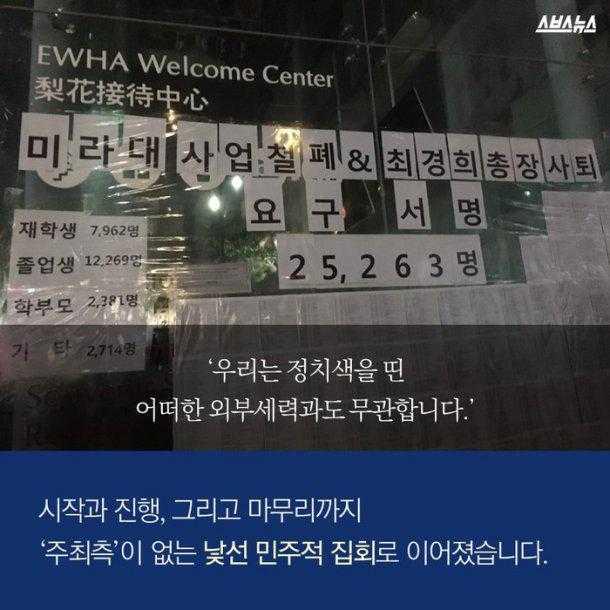 스브스뉴스
EWHA Welcome Center
梨花接待中心
미라대사업철폐&최경희총장사퇴
요구서명
25,263명
재학생 7,962명
졸업생 12,269명
학부모 2,381명
기타 2,714명
‘우리는 정치색을 띤
어떠한 외부세력과도 무관합니다.’
시작과 진행, 그리고 마무리까지
‘주최측’이 없는 낯선 민주적 집회로 이어졌습니다.